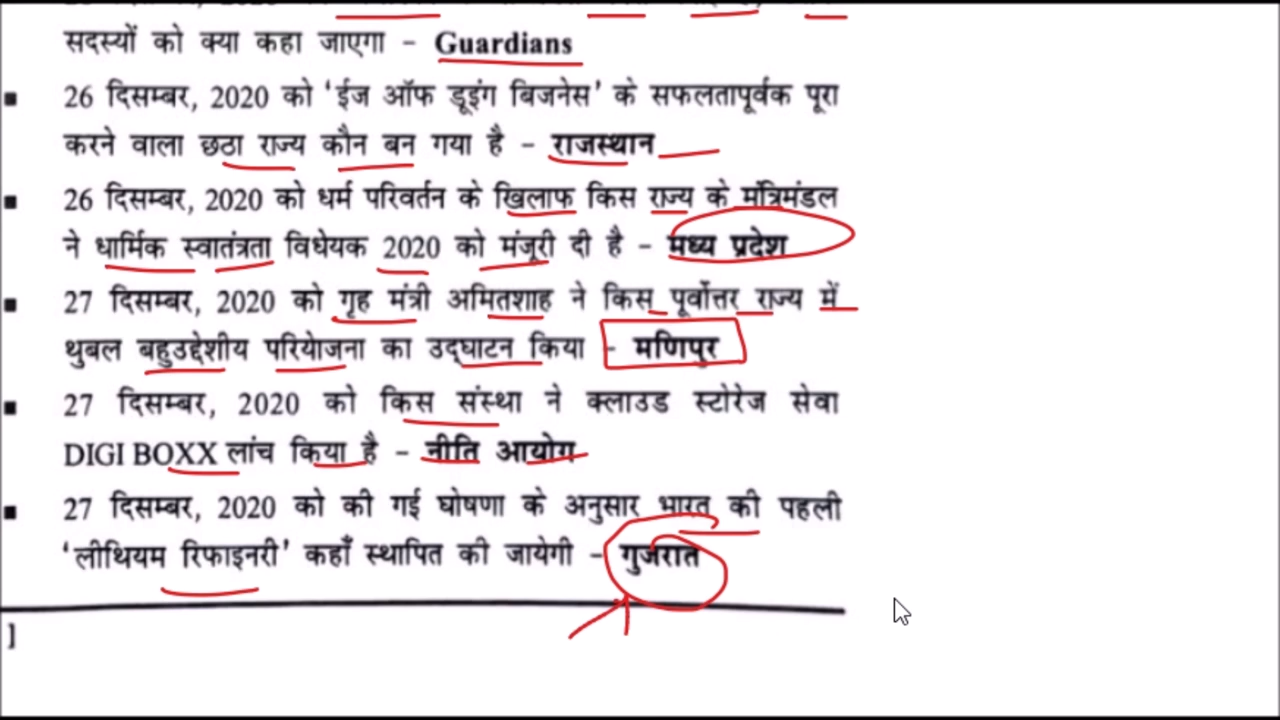 सदस्यों को क्या कहा जाएगा – Guardians
■ 26 दिसम्बर, 2020 को ‘ईज ऑफ डूइंग बिजनेस’ के सफलतापूर्वक पूरा
करने वाला छठा राज्य कौन बन गया है – राजस्थान
■ 26 दिसम्बर, 2020 को धर्म परिवर्तन के खिलाफ किस राज्य के मंत्रिमंडल
ने धार्मिक स्वातंत्रता विधेयक 2020 को मंजूरी दी है – मध्य प्रदेश
■ 27 दिसम्बर, 2020 को गृह मंत्री अमितशाह ने किस पूर्वोत्तर राज्य में
थुबल बहुउद्देशीय परियोजना का उद्घाटन किया – मणिपुर
■ 27 दिसम्बर, 2020 को किस संस्था ने क्लाउड स्टोरेज सेवा
DIGI BOXX लांच किया है – नीति आयोग
■ 27 दिसम्बर, 2020 को की गई घोषणा के अनुसार भारत की पहली
‘लीथियम रिफाइनरी’ कहाँ स्थापित की जायेगी – गुजरात
]